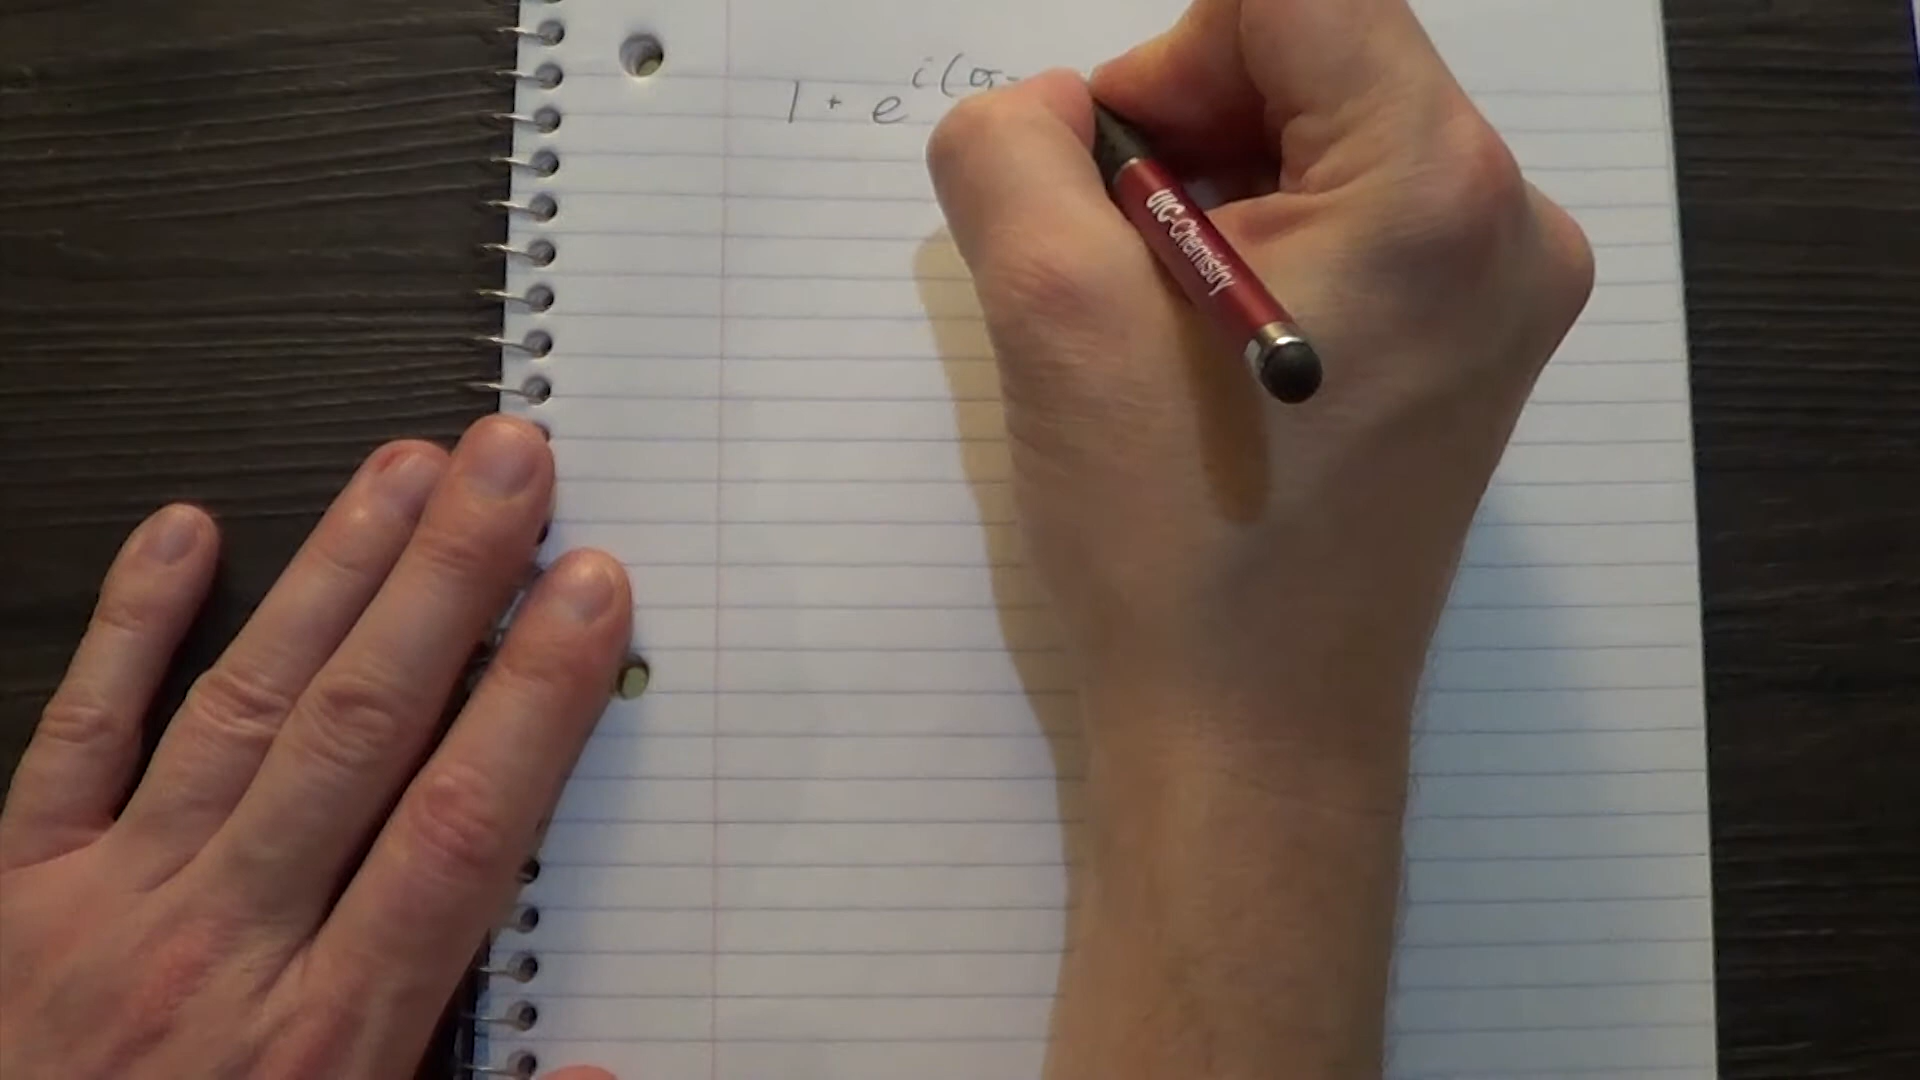 1 + e^i(σ-
UIC-Chemistry